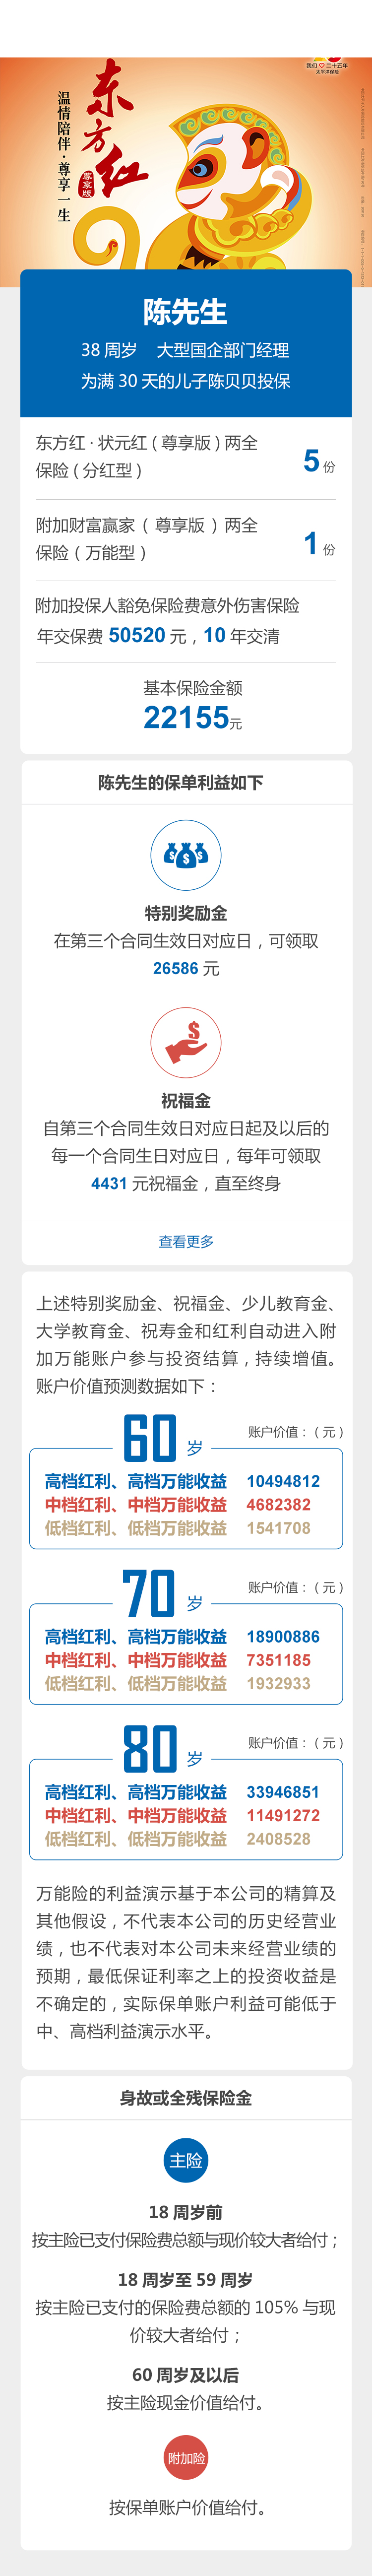 我们 二十五年
太平洋保险
温情陪伴·尊享一生
东方红
尊享版
陈先生
38 周岁 大型国企部门经理
为满 30 天的儿子陈贝贝投保
东方红·状元红(尊享版)两全
保险(分红型)
5 份
附加财富赢家(尊享版)两全
保险(万能型)
1 份
附加投保人豁免保险费意外伤害保险
年交保费 50520 元，10 年交清
基本保险金额
22155元
陈先生的保单利益如下
特别奖励金
在第三个合同生效日对应日，可领取
26586 元
祝福金
自第三个合同生效日对应日起及以后的
每一个合同生日对应日，每年可领取
4431 元祝福金，直至终身
查看更多
上述特别奖励金、祝福金、少儿教育金、
大学教育金、祝寿金和红利自动进入附
加万能账户参与投资结算，持续增值。
账户价值预测数据如下：
60 岁 账户价值：(元)
高档红利、高档万能收益 10494812
中档红利、中档万能收益 4682382
低档红利、低档万能收益 1541708
70 岁 账户价值：(元)
高档红利、高档万能收益 18900886
中档红利、中档万能收益 7351185
低档红利、低档万能收益 1932933
80 岁 账户价值：(元)
高档红利、高档万能收益 33946851
中档红利、中档万能收益 11491272
低档红利、低档万能收益 2408528
万能险的利益演示基于本公司的精算及
其他假设，不代表本公司的历史经营业
绩，也不代表对本公司未来经营业绩的
预期，最低保证利率之上的投资收益是
不确定的，实际保单账户利益可能低于
中、高档利益演示水平。
身故或全残保险金
主险
18 周岁前
按主险已支付保险费总额与现价较大者给付；
18 周岁至 59 周岁
按主险已支付的保险费总额的 105% 与现
价较大者给付；
60 周岁及以后
按主险现金价值给付。
附加险
按保单账户价值给付。